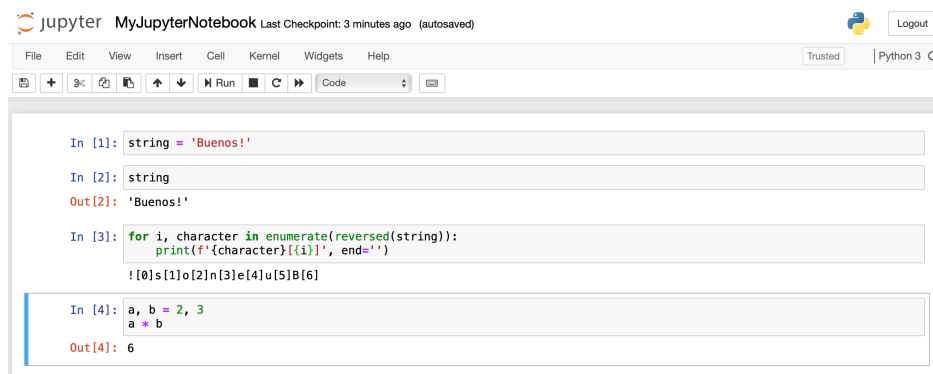 jupyter MyJupyterNotebook Last Checkpoint: 3 minutes ago (autosaved) Logout
File Edit View Insert Cell Kernel Widgets Help Trusted Python 3
Run Code
In [1]: string = 'Buenos!'
In [2]: string
Out[2]: 'Buenos!'
In [3]: for i, character in enumerate(reversed(string)):
print(f'{character}[{i}]', end='')
![0]s[1]o[2]n[3]e[4]u[5]B[6]
In [4]: a, b = 2, 3
a * b
Out[4]: 6